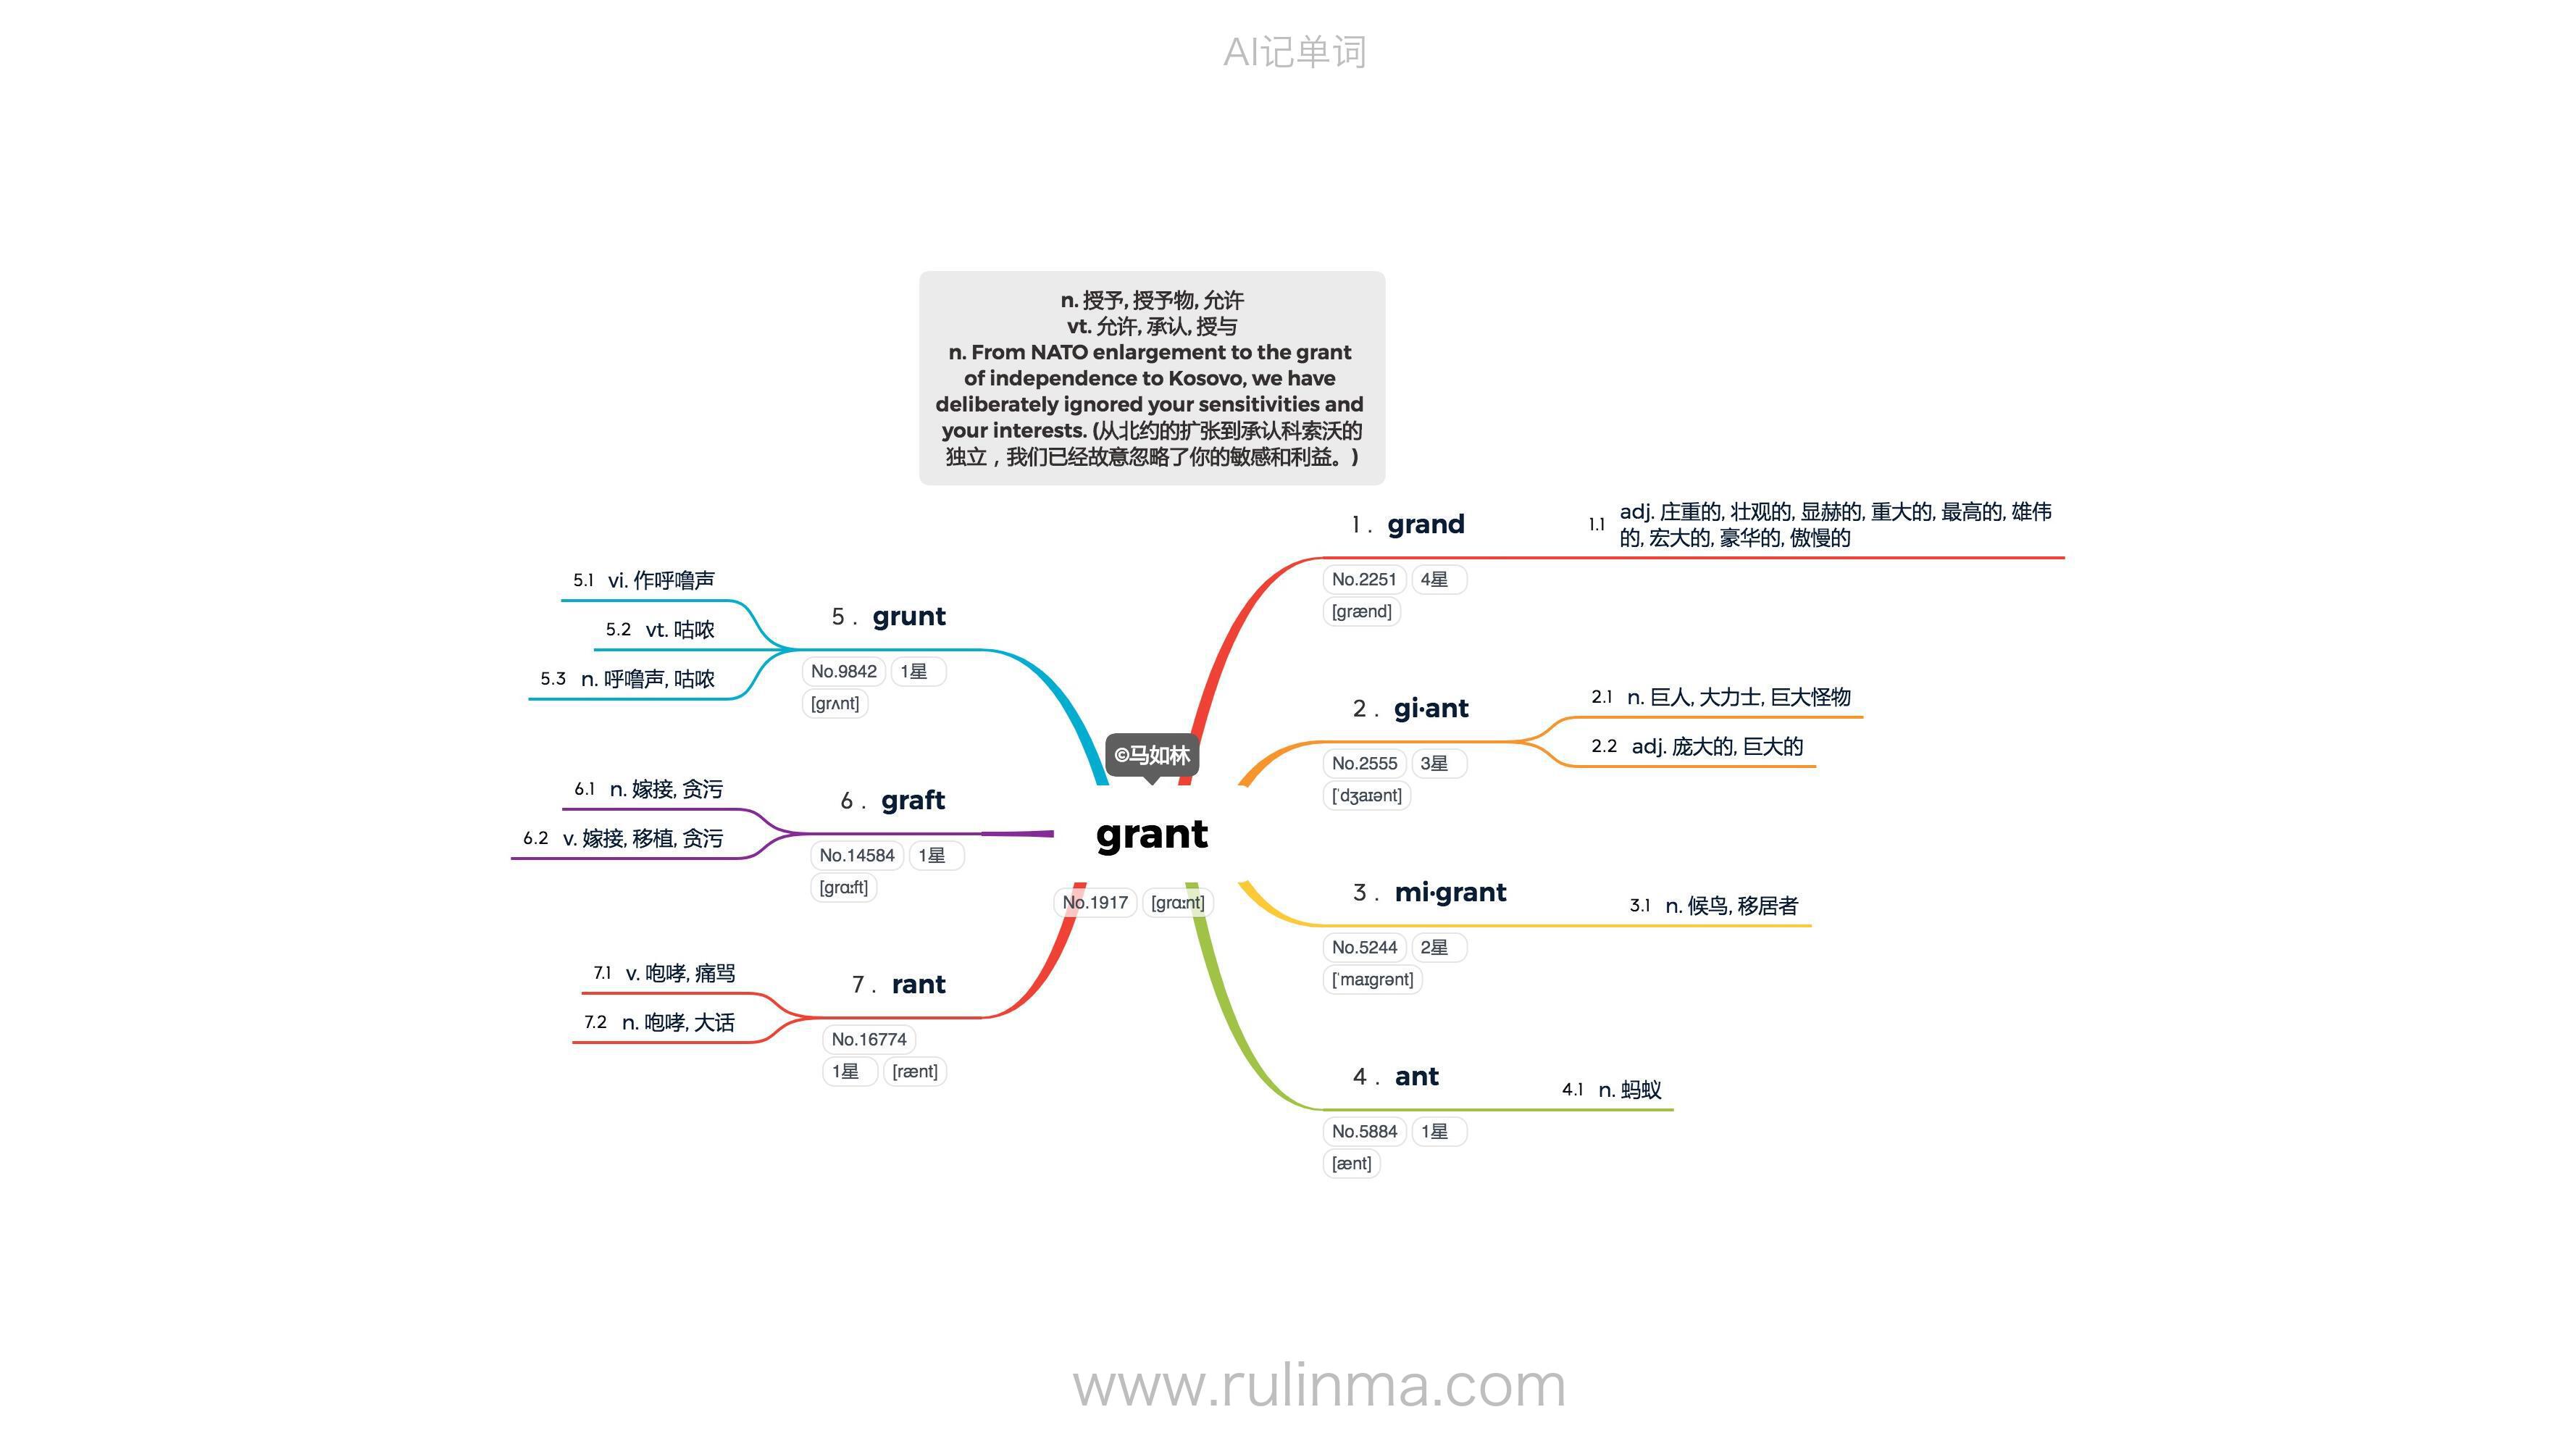 AI记单词
n. 授予, 授予物, 允许
vt. 允许, 承认, 授与
n. From NATO enlargement to the grant
of independence to Kosovo, we have
deliberately ignored your sensitivities and
your interests. (从北约的扩张到承认科索沃的
独立，我们已经故意忽略了你的敏感和利益。)
©马如林
grant
No.1917 [grɑːnt]
1 . grand
No.2251 4星
[grænd]
1.1 adj. 庄重的, 壮观的, 显赫的, 重大的, 最高的, 雄伟
的, 宏大的, 豪华的, 傲慢的
2 . gi·ant
No.2555 3星
[ˈdʒaɪənt]
2.1 n. 巨人, 大力士, 巨大怪物
2.2 adj. 庞大的, 巨大的
3 . mi·grant
No.5244 2星
[ˈmaɪgrənt]
3.1 n. 候鸟, 移居者
4 . ant
No.5884 1星
[ænt]
4.1 n. 蚂蚁
5 . grunt
No.9842 1星
[grʌnt]
5.1 vi. 作呼噜声
5.2 vt. 咕哝
5.3 n. 呼噜声, 咕哝
6 . graft
No.14584 1星
[grɑːft]
6.1 n. 嫁接, 贪污
6.2 v. 嫁接, 移植, 贪污
7 . rant
No.16774
1星 [rænt]
7.1 v. 咆哮, 痛骂
7.2 n. 咆哮, 大话
www.rulinma.com